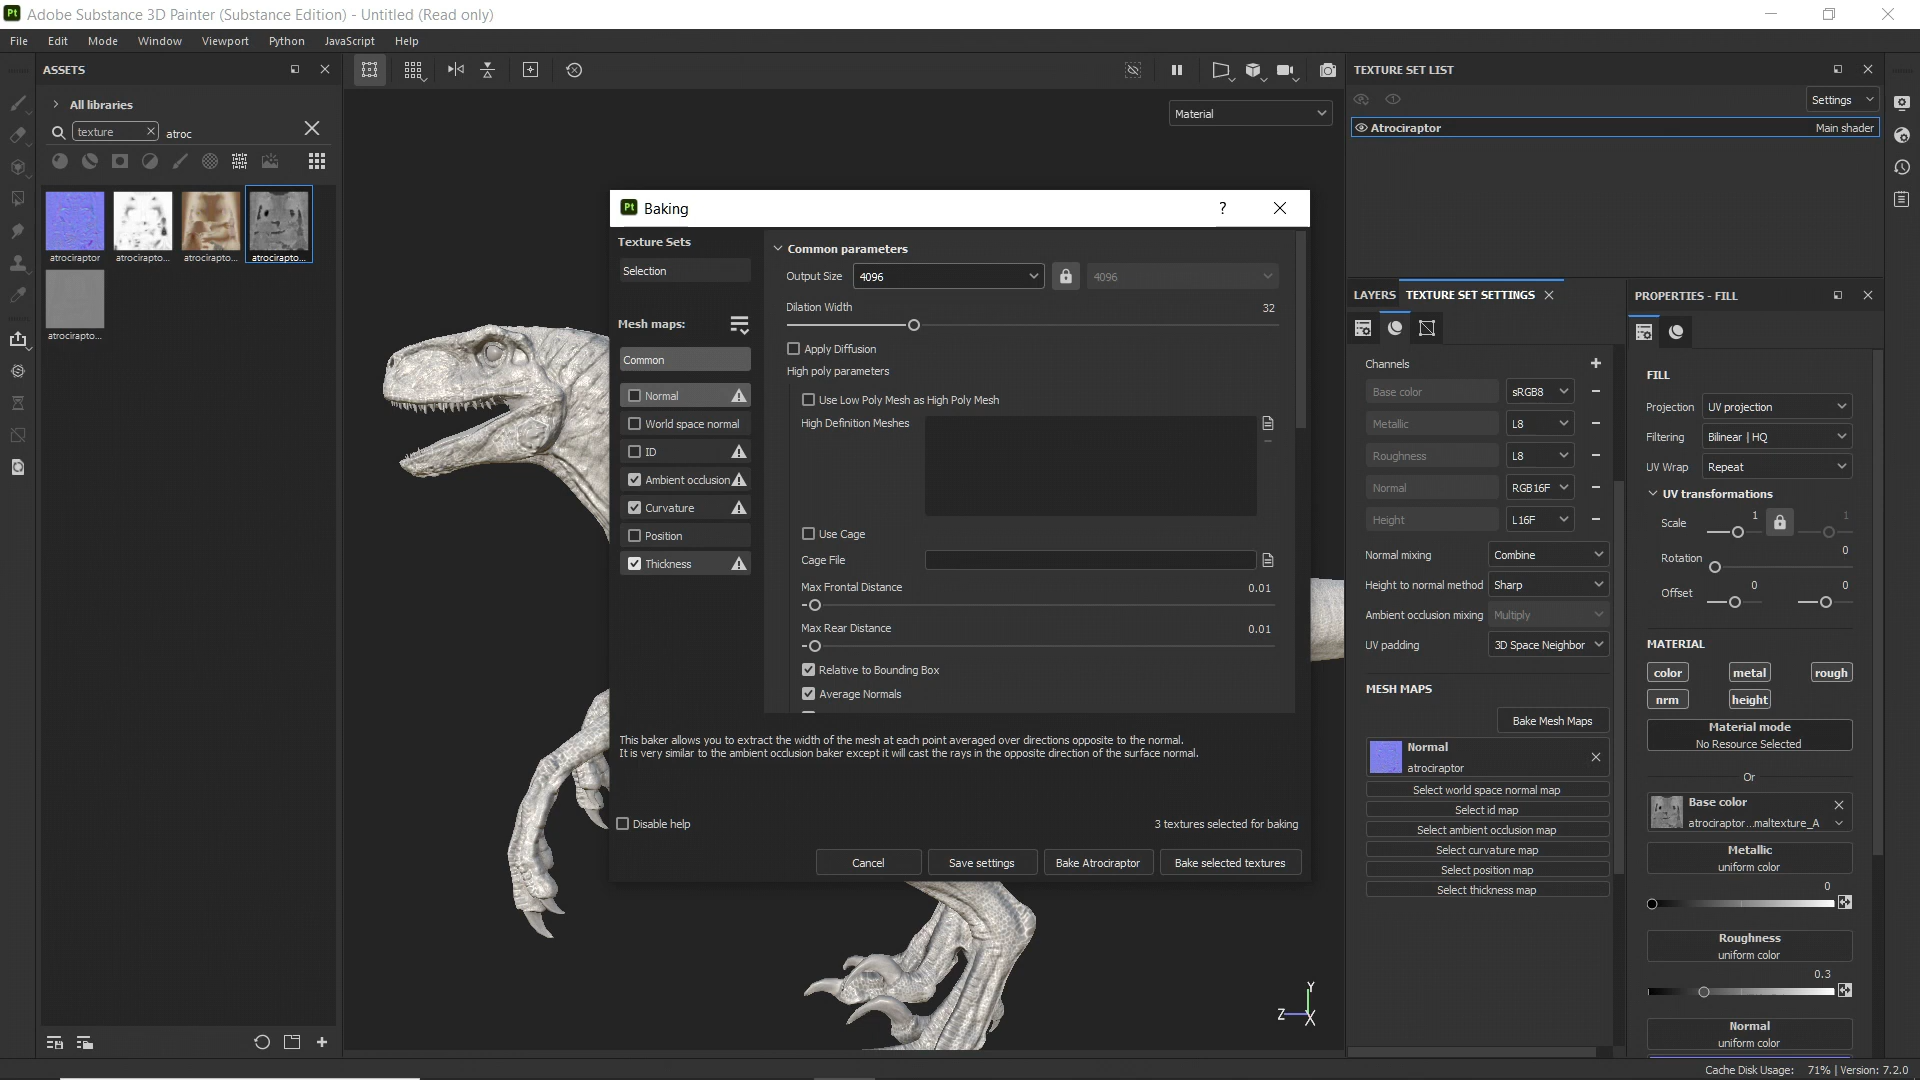 Adobe Substance 3D Painter (Substance Edition) - Untitled (Read only)
File Edit Mode Window Viewport Python JavaScript Help
ASSETS
All libraries
texture atroc
atrociraptor atrocirapto... atrocirapto... atrocirapto...
atrocirapto...
Material
Pt Baking ?
Texture Sets
Selection
Mesh maps:
Common
Normal
World space normal
ID
Ambient occlusion
Curvature
Position
Thickness
Common parameters
Output Size 4096 4096
Dilation Width 32
Apply Diffusion
High poly parameters
Use Low Poly Mesh as High Poly Mesh
High Definition Meshes
Use Cage
Cage File
Max Frontal Distance 0.01
Max Rear Distance 0.01
Relative to Bounding Box
Average Normals
This baker allows you to extract the width of the mesh at each point averaged over directions opposite to the normal.
It is very similar to the ambient occlusion baker except it will cast the rays in the opposite direction of the surface normal.
Disable help 3 textures selected for baking
Cancel Save settings Bake Atrociraptor Bake selected textures
Y
Z X
TEXTURE SET LIST
Settings
Atrociraptor Main shader
LAYERS TEXTURE SET SETTINGS
Channels
Base color sRGB8
Metallic L8
Roughness L8
Normal RGB16F
Height L16F
Normal mixing Combine
Height to normal method Sharp
Ambient occlusion mixing Multiply
UV padding 3D Space Neighbor
MESH MAPS
Bake Mesh Maps
Normal
atrociraptor
Select world space normal map
Select id map
Select ambient occlusion map
Select curvature map
Select position map
Select thickness map
PROPERTIES - FILL
FILL
Projection UV projection
Filtering Bilinear | HQ
UV Wrap Repeat
UV transformations
Scale 1 1
Rotation 0
Offset 0 0
MATERIAL
color metal rough
nrm height
Material mode
No Resource Selected
Or
Base color
atrociraptor...maltexture_A
Metallic
uniform color
0
Roughness
uniform color
0.3
Normal
uniform color
Cache Disk Usage: 71% | Version: 7.2.0